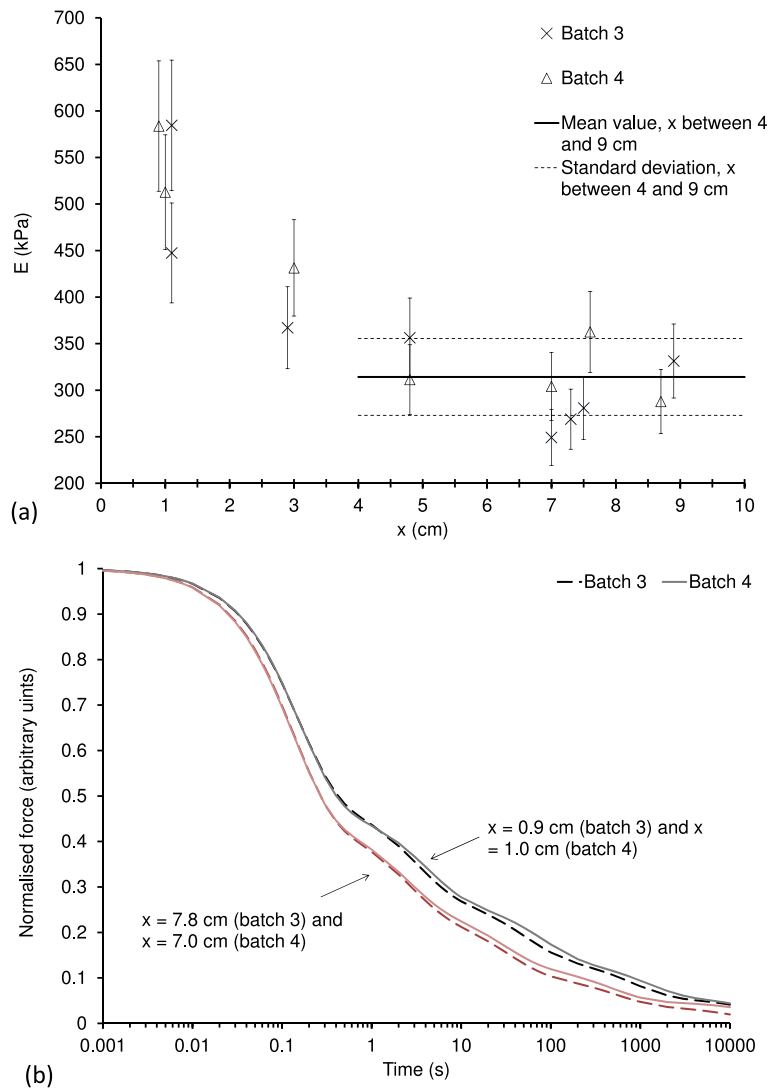 700
650
600
550
500
450
400
350
300
250
200
E (kPa)
Batch 3
Batch 4
Mean value, x between 4
and 9 cm
Standard deviation, x
between 4 and 9 cm
0 1 2 3 4 5 6 7 8 9 10
x (cm)
(a)
1
0.9
0.8
0.7
0.6
0.5
0.4
0.3
0.2
0.1
0
Normalised force (arbitrary uints)
Batch 3 Batch 4
x = 0.9 cm (batch 3) and x
= 1.0 cm (batch 4)
x = 7.8 cm (batch 3) and
x = 7.0 cm (batch 4)
0.001 0.01 0.1 1 10 100 1000 10000
Time (s)
(b)